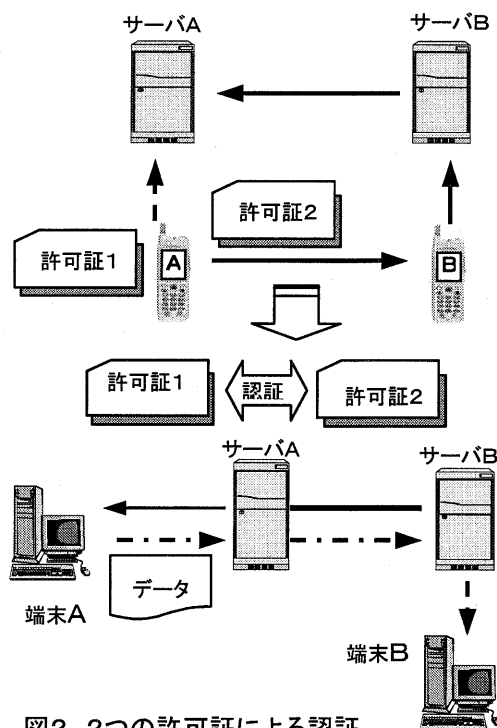 サーバA
サーバB
許可証2
許可証1
A
B
許可証1
認証
許可証2
サーバA
サーバB
データ
端末A
端末B
図2 2つの許可証による認証